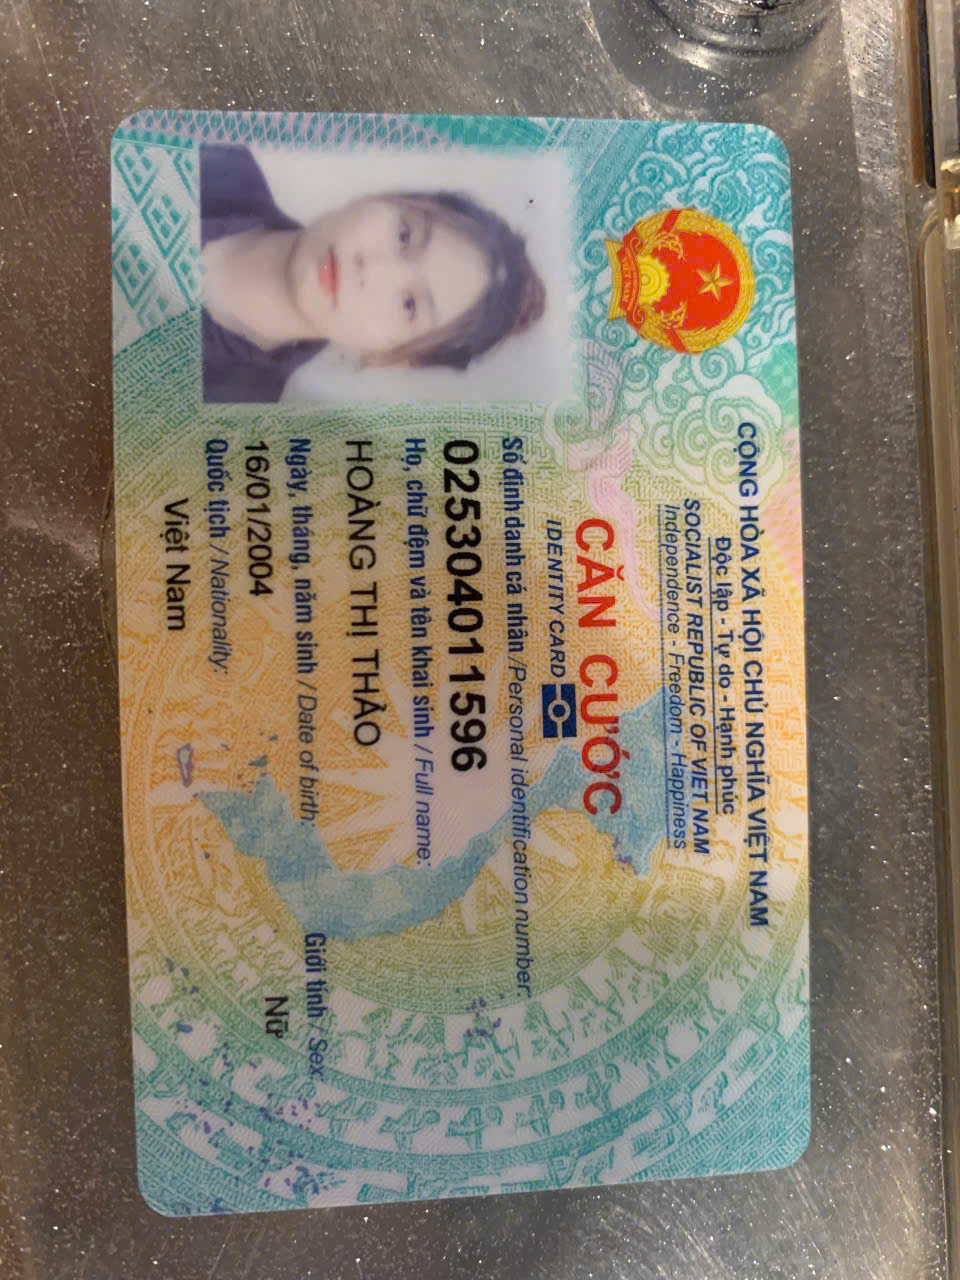 CỘNG HÒA XÃ HỘI CHỦ NGHĨA VIỆT NAM
Độc lập - Tự do - Hạnh phúc
SOCIALIST REPUBLIC OF VIET NAM
Independence - Freedom - Happiness
CĂN CƯỚC
IDENTITY CARD
Số định danh cá nhân / Personal identification number:
025304011596
Họ, chữ đệm và tên khai sinh / Full name:
HOÀNG THỊ THẢO
Ngày, tháng, năm sinh / Date of birth: Giới tính / Sex:
16/01/2004 Nữ
Quốc tịch / Nationality:
Việt Nam
VIỆT NAM